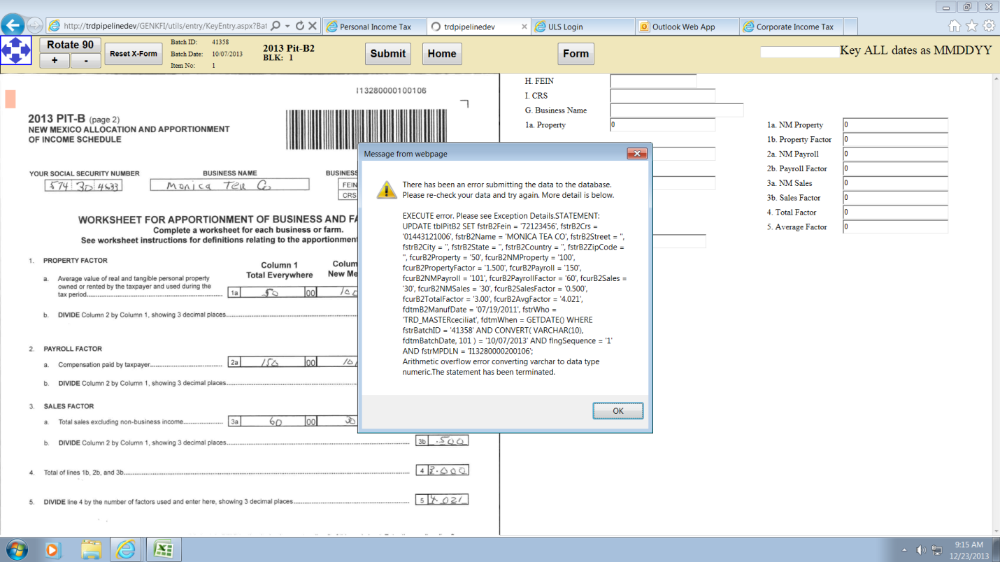 http://trdpipelinedev/GENKFI/utils/entry/KeyEntry.aspx?Bat
Personal Income Tax
trdpipelinedev
ULS Login
Outlook Web App
Corporate Income Tax
Rotate 90
+
-
Reset X-Form
Batch ID: 41358
Batch Date: 10/07/2013
Item No: 1
2013 Pit-B2
BLK: 1
Submit
Home
Form
Key ALL dates as MMDDYY
I13280000100106
2013 PIT-B (page 2)
NEW MEXICO ALLOCATION AND APPORTIONMENT
OF INCOME SCHEDULE
YOUR SOCIAL SECURITY NUMBER
BUSINESS NAME
BUSINESS
574 30 4533
Monica Tea Co
FEIN
CRS
WORKSHEET FOR APPORTIONMENT OF BUSINESS AND FA
Complete a worksheet for each business or farm.
See worksheet instructions for definitions relating to the apportionment
1. PROPERTY FACTOR
Column 1
Total Everywhere
Colum
New Me
a. Average value of real and tangible personal property
owned or rented by the taxpayer and used during the
tax period
1a 50 00 100
b. DIVIDE Column 2 by Column 1, showing 3 decimal places
2. PAYROLL FACTOR
a. Compensation paid by taxpayer
2a 150 00 101
b. DIVIDE Column 2 by Column 1, showing 3 decimal places
3. SALES FACTOR
a. Total sales excluding non-business income
3a 60 00 30
b. DIVIDE Column 2 by Column 1, showing 3 decimal places
3b .500
4. Total of lines 1b, 2b, and 3b
4 3.000
5. DIVIDE line 4 by the number of factors used and enter here, showing 3 decimal places
5 4.021
H. FEIN
I. CRS
G. Business Name
1a. Property 0
1a. NM Property 0
1b. Property Factor 0
2a. NM Payroll 0
2b. Payroll Factor 0
3a. NM Sales 0
3b. Sales Factor 0
4. Total Factor 0
5. Average Factor 0
Message from webpage
There has been an error submitting the data to the database.
Please re-check your data and try again. More detail is below.
EXECUTE error. Please see Exception Details.STATEMENT:
UPDATE tblPitB2 SET fstrB2Fein = '72123456', fstrB2Crs =
'01443121006', fstrB2Name = 'MONICA TEA CO', fstrB2Street = '',
fstrB2City = '', fstrB2State = '', fstrB2Country = '', fstrB2ZipCode =
'', fcurB2Property = '50', fcurB2NMProperty = '100',
fcurB2PropertyFactor = '1.500', fcurB2Payroll = '150',
fcurB2NMPayroll = '101', fcurB2PayrollFactor = '60', fcurB2Sales =
'30', fcurB2NMSales = '30', fcurB2SalesFactor = '0.500',
fcurB2TotalFactor = '3.00', fcurB2AvgFactor = '4.021',
fdtmB2ManufDate = '07/19/2011', fstrWho =
'TRD_MASTERceciliat', fdtmWhen = GETDATE() WHERE
fstrBatchID = '41358' AND CONVERT( VARCHAR(10),
fdtmBatchDate, 101 ) = '10/07/2013' AND flngSequence = '1'
AND fstrMPDLN = 'I13280000200106';
Arithmetic overflow error converting varchar to data type
numeric.The statement has been terminated.
OK
9:15 AM
12/23/2013